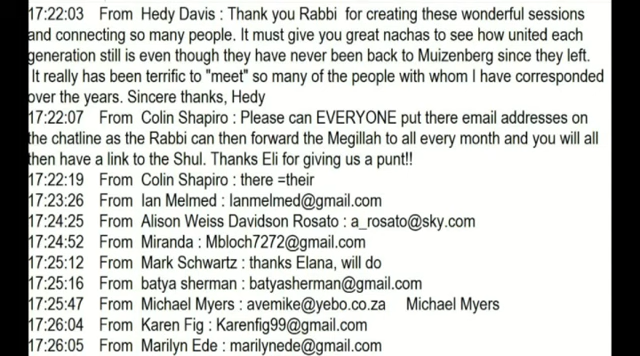 17:22:03 From Hedy Davis : Thank you Rabbi for creating these wonderful sessions
and connecting so many people. It must give you great nachas to see how united each
generation still is even though they have never been back to Muizenberg since they left.
It really has been terrific to "meet" so many of the people with whom I have corresponded
over the years. Sincere thanks, Hedy
17:22:07 From Colin Shapiro : Please can EVERYONE put there email addresses on
the chatline as the Rabbi can then forward the Megillah to all every month and you will all
then have a link to the Shul. Thanks Eli for giving us a punt!!
17:22:19 From Colin Shapiro : there =their
17:23:26 From Ian Melmed : Ianmelmed@gmail.com
17:24:25 From Alison Weiss Davidson Rosato : a_rosato@sky.com
17:24:52 From Miranda : Mbloch7272@gmail.com
17:25:12 From Mark Schwartz : thanks Elana, will do
17:25:16 From batya sherman : batyasherman@gmail.com
17:25:47 From Michael Myers : avemike@yebo.co.za Michael Myers
17:26:04 From Karen Fig : Karenfig99@gmail.com
17:26:05 From Marilyn Ede : marilynede@gmail.com